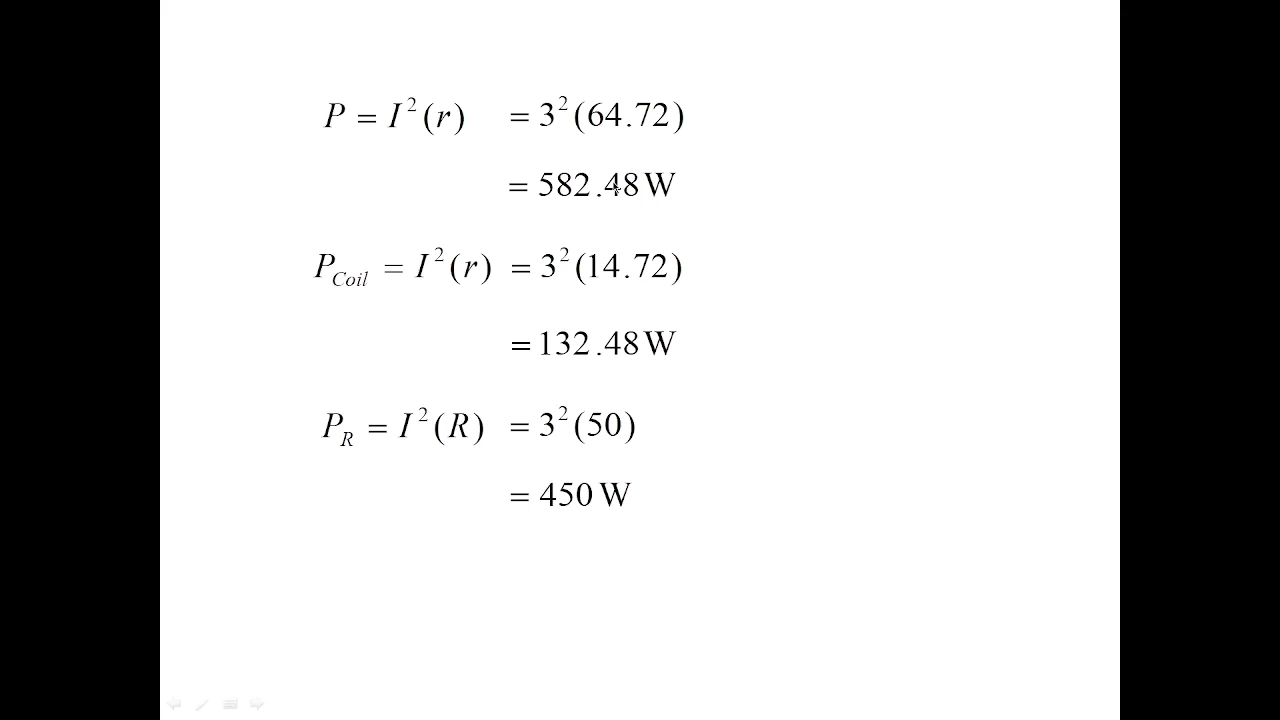 P = I²(r) = 3²(64.72)
= 582.48 W
P_Coil = I²(r) = 3²(14.72)
= 132.48 W
P_R = I²(R) = 3²(50)
= 450 W